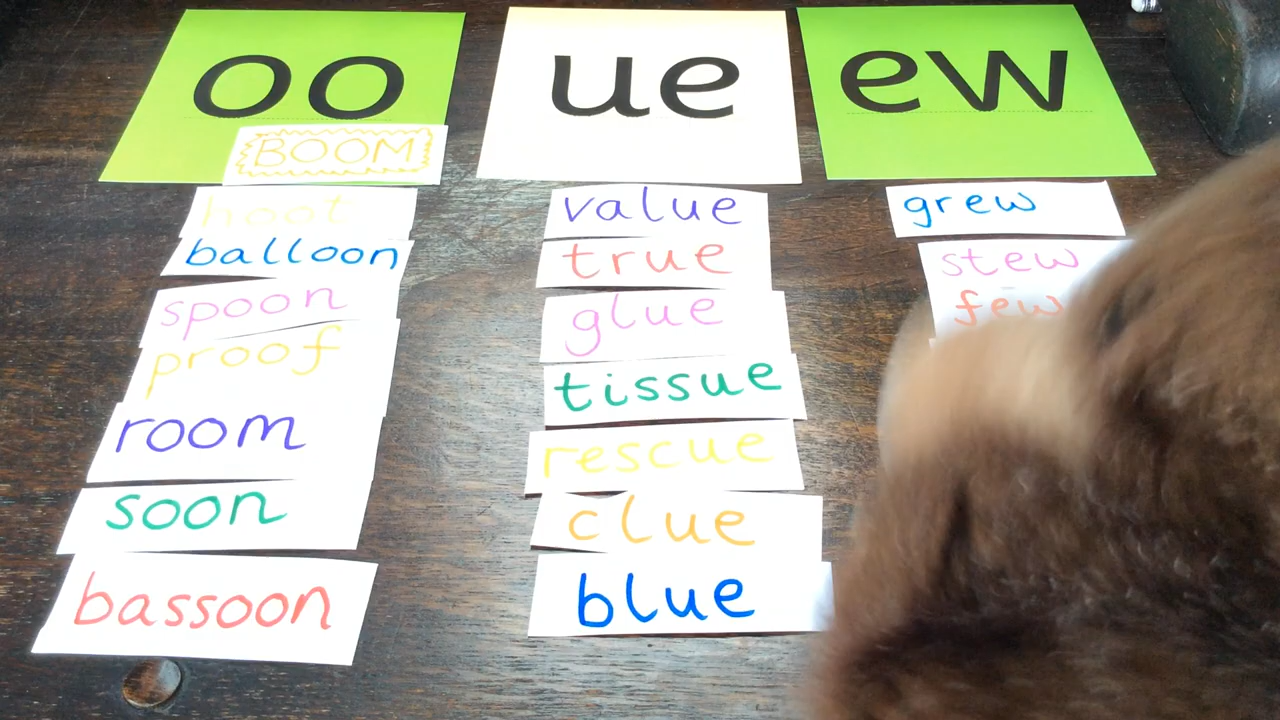 oo
BOOM
hoot
balloon
spoon
proof
room
soon
bassoon
ue
value
true
glue
tissue
rescue
clue
blue
ew
grew
stew
few